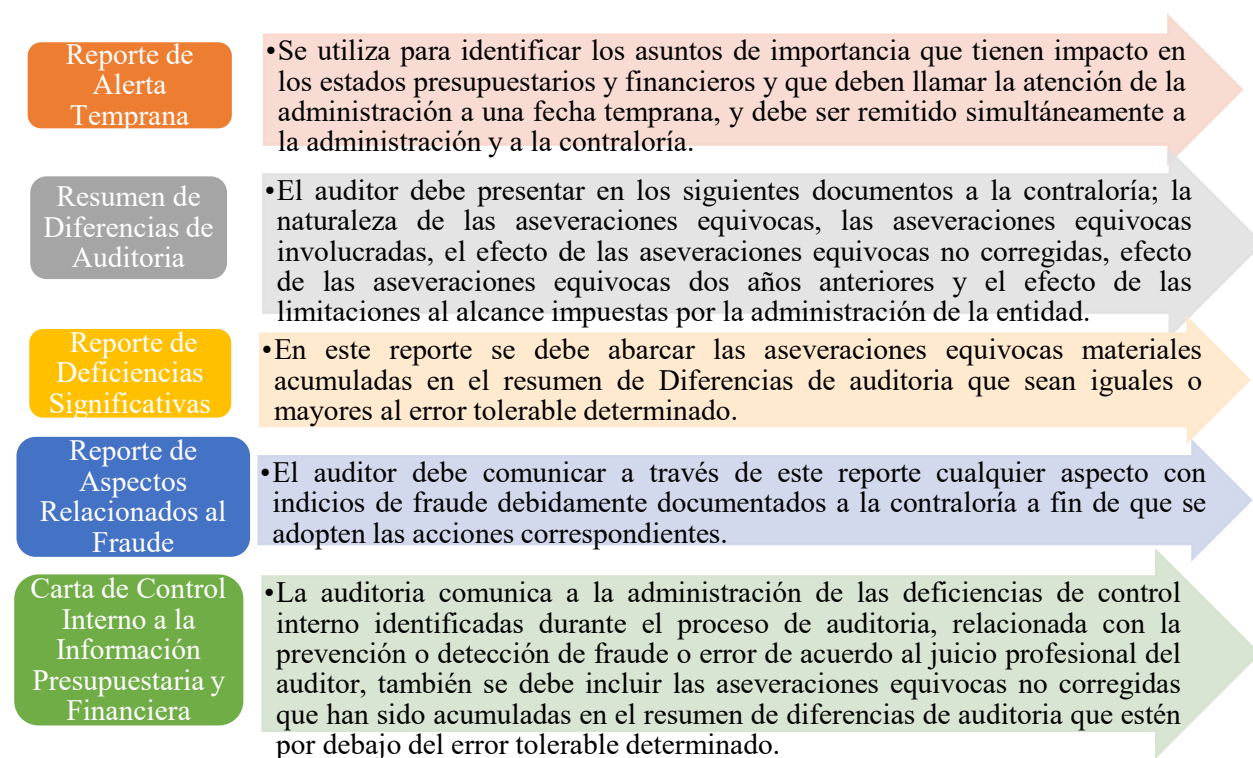 Reporte de
Alerta
Temprana
•Se utiliza para identificar los asuntos de importancia que tienen impacto en
los estados presupuestarios y financieros y que deben llamar la atención de la
administración a una fecha temprana, y debe ser remitido simultáneamente a
la administración y a la contraloría.
Resumen de
Diferencias de
Auditoria
•El auditor debe presentar en los siguientes documentos a la contraloría; la
naturaleza de las aseveraciones equivocas, las aseveraciones equivocas
involucradas, el efecto de las aseveraciones equivocas no corregidas, efecto
de las aseveraciones equivocas dos años anteriores y el efecto de las
limitaciones al alcance impuestas por la administración de la entidad.
Reporte de
Deficiencias
Significativas
•En este reporte se debe abarcar las aseveraciones equivocas materiales
acumuladas en el resumen de Diferencias de auditoria que sean iguales o
mayores al error tolerable determinado.
Reporte de
Aspectos
Relacionados al
Fraude
•El auditor debe comunicar a través de este reporte cualquier aspecto con
indicios de fraude debidamente documentados a la contraloría a fin de que se
adopten las acciones correspondientes.
Carta de Control
Interno a la
Información
Presupuestaria y
Financiera
•La auditoria comunica a la administración de las deficiencias de control
interno identificadas durante el proceso de auditoria, relacionada con la
prevención o detección de fraude o error de acuerdo al juicio profesional del
auditor, también se debe incluir las aseveraciones equivocas no corregidas
que han sido acumuladas en el resumen de diferencias de auditoria que estén
por debajo del error tolerable determinado.